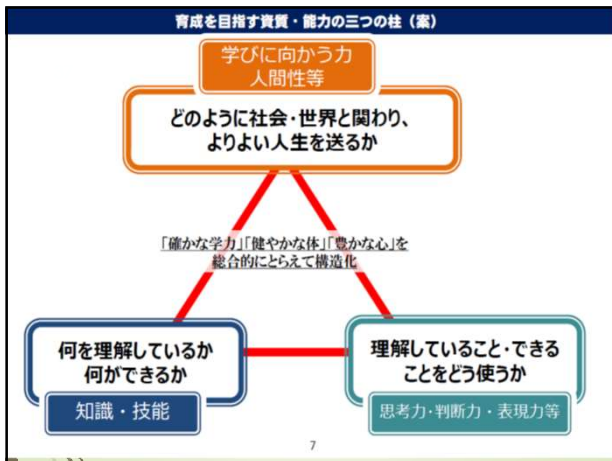 育成を目指す資質・能力の三つの柱（案）
学びに向かう力
人間性等
どのように社会・世界と関わり、
よりよい人生を送るか
「確かな学力」「健やかな体」「豊かな心」を
総合的にとらえて構造化
何を理解しているか
何ができるか
知識・技能
理解していること・できる
ことをどう使うか
思考力・判断力・表現力等
7